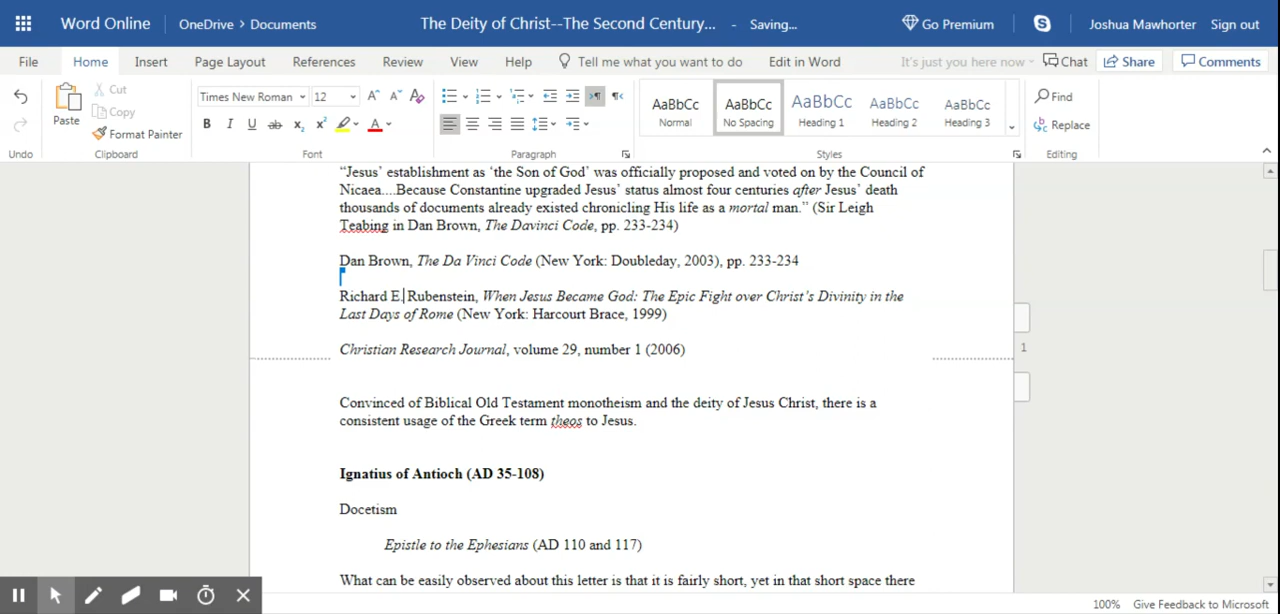 Word Online OneDrive > Documents The Deity of Christ--The Second Century... - Saving... Go Premium Joshua Mawhorter Sign out
File Home Insert Page Layout References Review View Help Tell me what you want to do Edit in Word It's just you here now Chat Share Comments
Paste Cut Copy Format Painter Times New Roman 12 A A A
B I U ab x₂ x² A
AaBbCc Normal AaBbCc No Spacing AaBbCc Heading 1 AaBbCc Heading 2 AaBbCc Heading 3 Find Replace
Undo Clipboard Font Paragraph Styles Editing
“Jesus’ establishment as ‘the Son of God’ was officially proposed and voted on by the Council of
Nicaea....Because Constantine upgraded Jesus’ status almost four centuries after Jesus’ death
thousands of documents already existed chronicling His life as a mortal man.” (Sir Leigh
Teabing in Dan Brown, The Davinci Code, pp. 233-234)
Dan Brown, The Da Vinci Code (New York: Doubleday, 2003), pp. 233-234
Richard E. Rubenstein, When Jesus Became God: The Epic Fight over Christ’s Divinity in the
Last Days of Rome (New York: Harcourt Brace, 1999)
Christian Research Journal, volume 29, number 1 (2006)
1
Convinced of Biblical Old Testament monotheism and the deity of Jesus Christ, there is a
consistent usage of the Greek term theos to Jesus.
Ignatius of Antioch (AD 35-108)
Docetism
Epistle to the Ephesians (AD 110 and 117)
What can be easily observed about this letter is that it is fairly short, yet in that short space there
100% Give Feedback to Microsoft